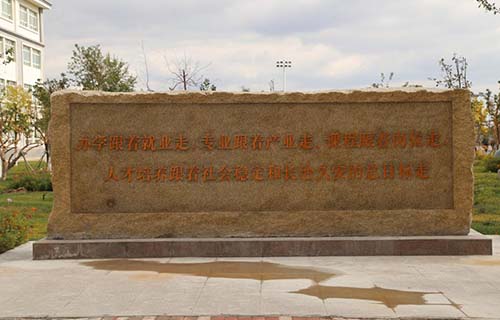 办学跟着就业走、专业跟着产业走、课程跟着岗位走、
人才培养跟着社会稳定和长治久安的总目标走